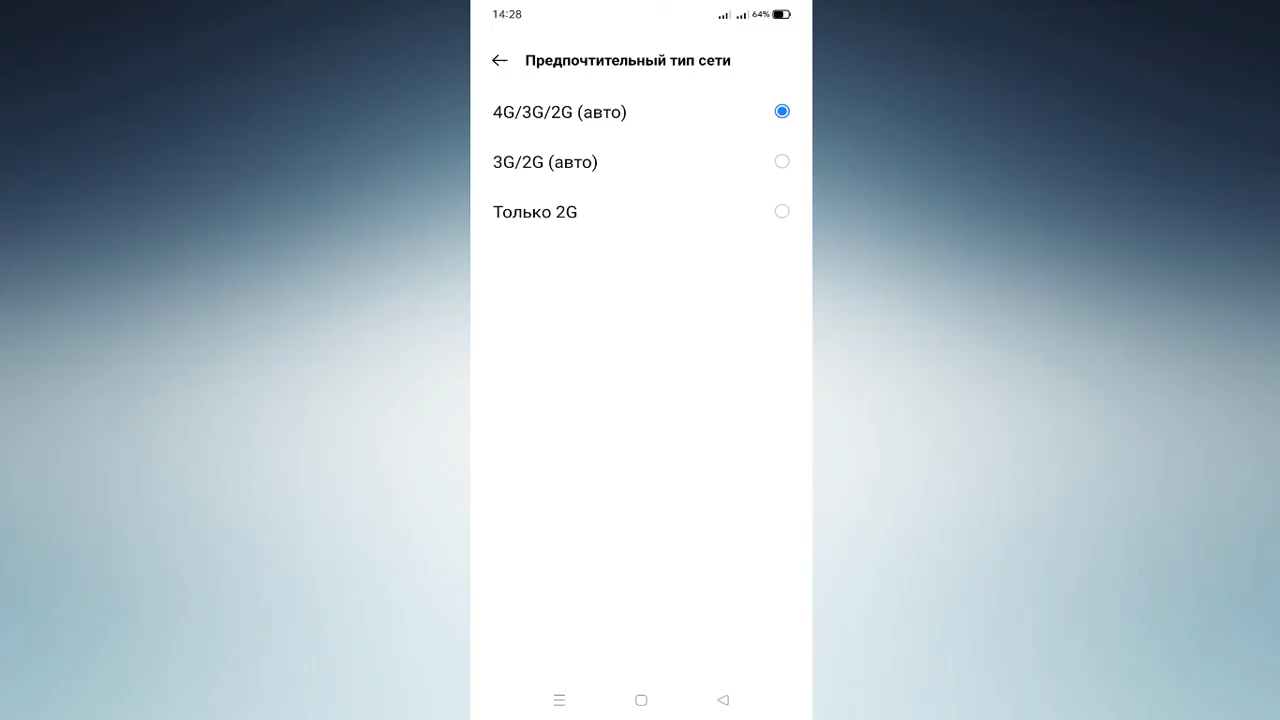 14:28
64%
Предпочтительный тип сети
4G/3G/2G (авто)
3G/2G (авто)
Только 2G